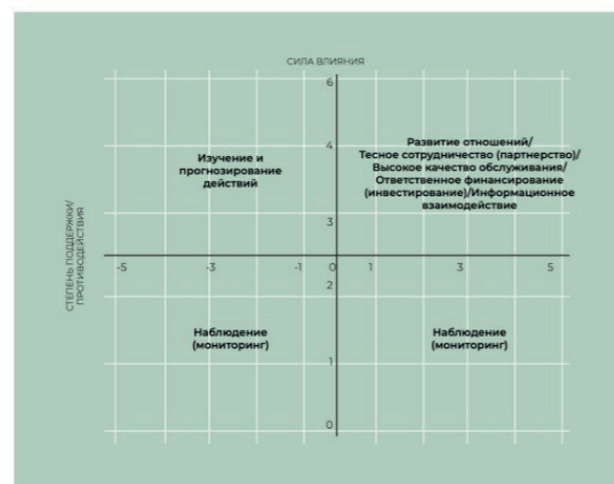 СИЛА ВЛИЯНИЯ
6
4
Изучение и
прогнозирование
действий
Развитие отношений/
Тесное сотрудничество (партнерство)/
Высокое качество обслуживания/
Ответственное финансирование
(инвестирование)/Информационное
взаимодействие
3
СТЕПЕНЬ ПОДДЕРЖКИ/
ПРОТИВОДЕЙСТВИЯ
-5 -3 -1 0 1 3 5
2
Наблюдение
(мониторинг)
Наблюдение
(мониторинг)
1
0